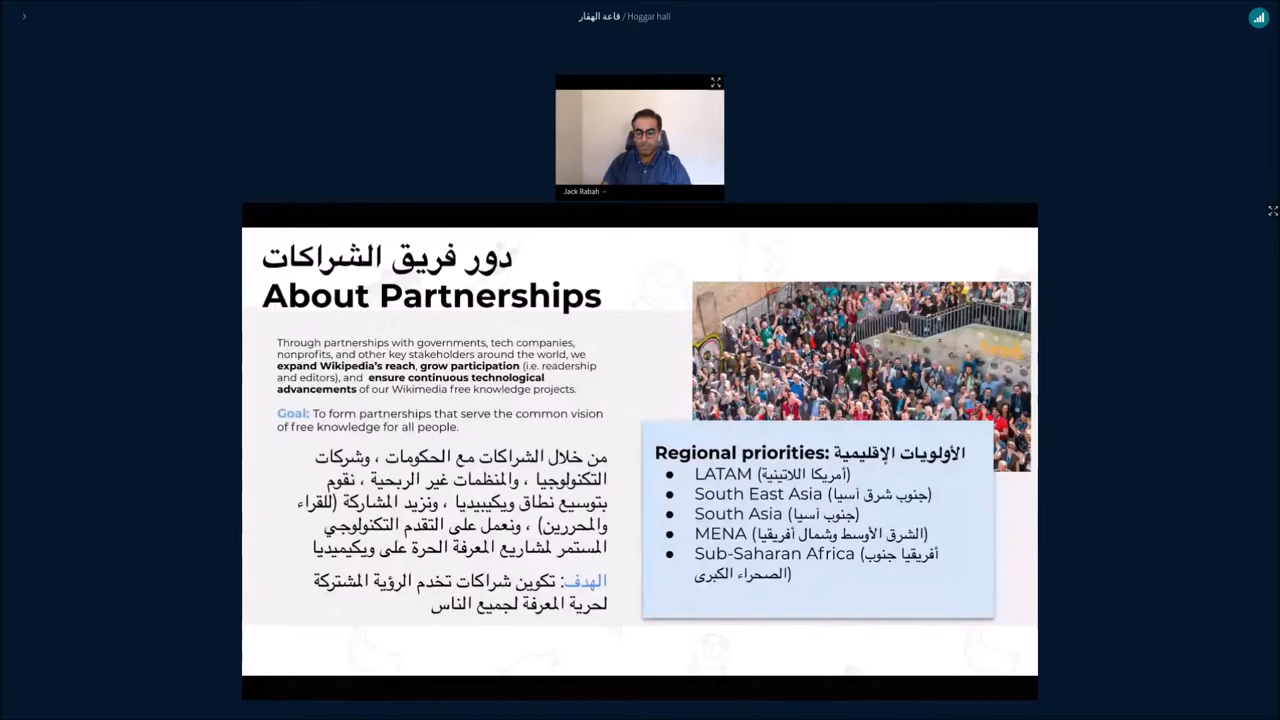 قاعة الهڨار / Hoggar hall
Jack Rabah
دور فريق الشراكات
About Partnerships
Through partnerships with governments, tech companies,
nonprofits, and other key stakeholders around the world, we
expand Wikipedia's reach, grow participation (i.e. readership
and editors), and ensure continuous technological
advancements of our Wikimedia free knowledge projects.
Goal: To form partnerships that serve the common vision
of free knowledge for all people.
من خلال الشراكات مع الحكومات ، وشركات
التكنولوجيا ، والمنظمات غير الربحية ، نقوم
بتوسيع نطاق ويكيبيديا ، ونزيد المشاركة (للقراء
والمحررين) ، ونعمل على التقدم التكنولوجي
المستمر لمشاريع المعرفة الحرة على ويكيميديا
الهدف: تكوين شراكات تخدم الرؤية المشتركة
لحرية المعرفة لجميع الناس
Regional priorities: الأولويات الإقليمية
● LATAM (أمريكا اللاتينية)
● South East Asia (جنوب شرق آسيا)
● South Asia (جنوب آسيا)
● MENA (الشرق الأوسط وشمال أفريقيا)
● Sub-Saharan Africa (أفريقيا جنوب
الصحراء الكبرى)